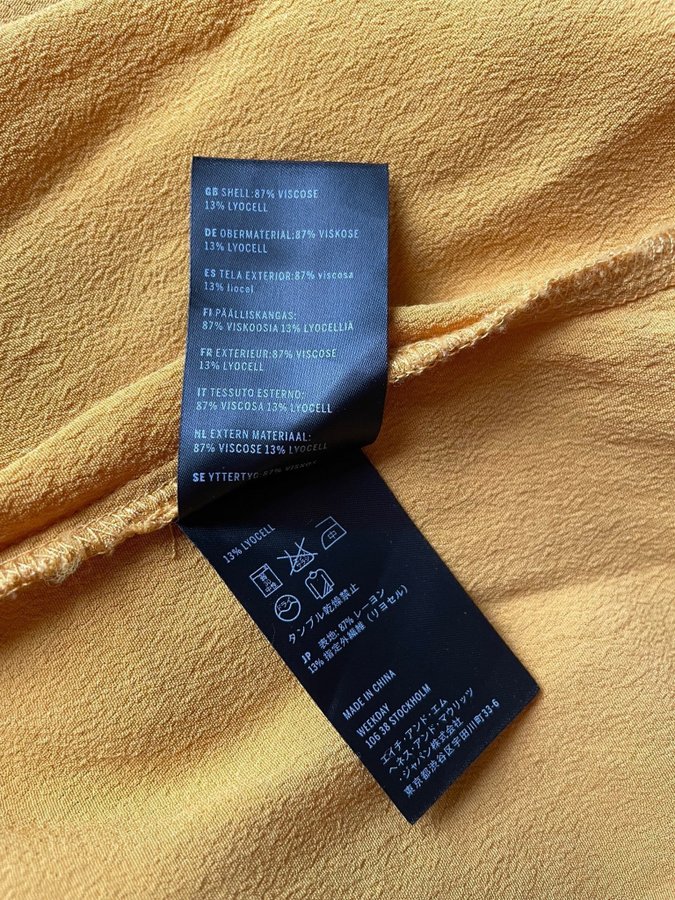 GB SHELL:87% VISCOSE
13% LYOCELL
DE OBERMATERIAL:87% VISKOSE
13% LYOCELL
ES TELA EXTERIOR:87% viscosa
13% liocel
FI PÄÄLLISKANGAS:
87% VISKOOSIA 13% LYOCELLIA
FR EXTERIEUR:87% VISCOSE
13% LYOCELL
IT TESSUTO ESTERNO:
87% VISCOSA 13% LYOCELL
NL EXTERN MATERIAAL:
87% VISCOSE 13% LYOCELL
SE YTTERTYG:87%
13% LYOCELL
中
タンブル乾燥禁止
JP 表地: 87% レーヨン
13% 指定外繊維 (リヨセル)
MADE IN CHINA
WEEKDAY
106 38 STOCKHOLM
エイチ・アンド・エム
ヘネス・アンド・マウリッツ
・ジャパン株式会社
東京都渋谷区宇田川町33-6